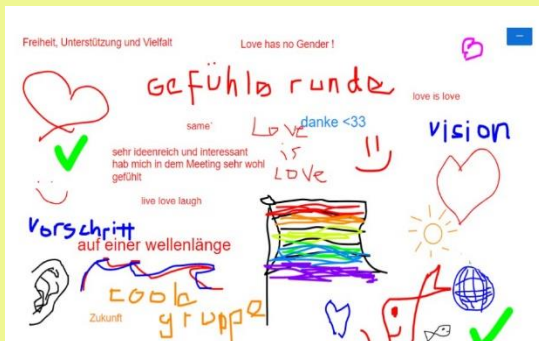 Freiheit, Unterstützung und Vielfalt
Love has no Gender !
Gefühls runde
love is love
same´
Love
is
Love
danke <33
vision
sehr ideenreich und interessant
hab mich in dem Meeting sehr wohl
gefühlt
live love laugh
Vorschritt
auf einer wellenlänge
coole
gruppe
Zukunft